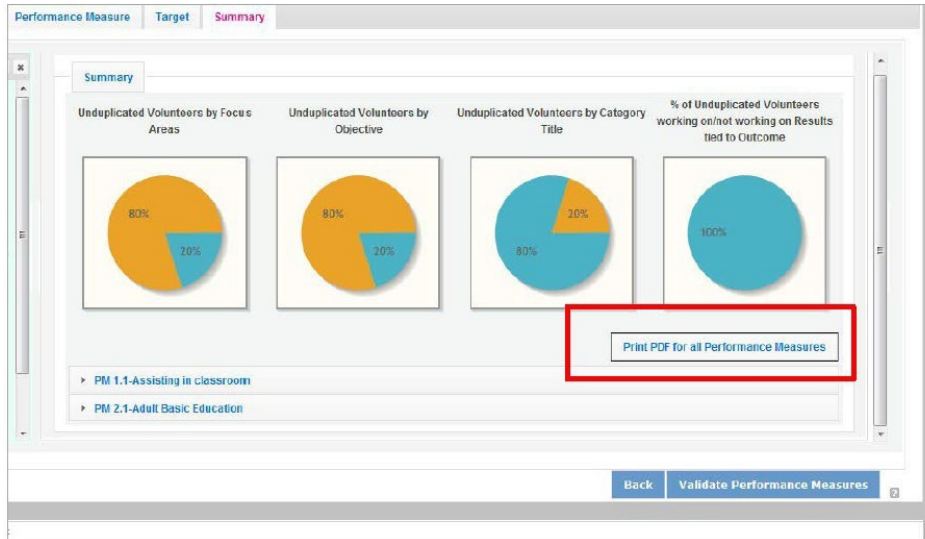 Performance Measure Target Summary
Summary
Unduplicated Volunteers by Focus
Areas
Unduplicated Volunteers by
Objective
Unduplicated Volunteers by Category
Title
% of Unduplicated Volunteers
working on/not working on Results
tied to Outcome
80%
20%
80%
20%
20%
80%
100%
Print PDF for all Performance Measures
PM 1.1-Assisting in classroom
PM 2.1-Adult Basic Education
Back Validate Performance Measures